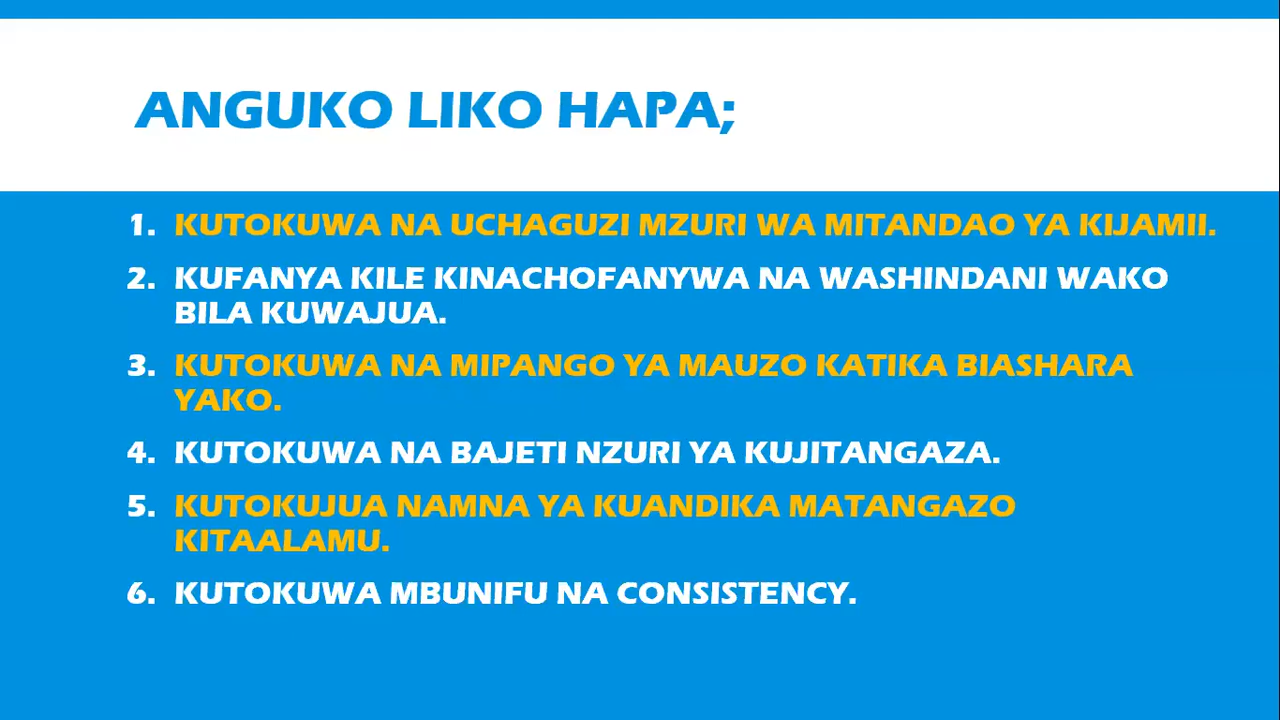 ANGUKO LIKO HAPA;
1. KUTOKUWA NA UCHAGUZI MZURI WA MITANDAO YA KIJAMII.
2. KUFANYA KILE KINACHOFANYWA NA WASHINDANI WAKO
BILA KUWAJUA.
3. KUTOKUWA NA MIPANGO YA MAUZO KATIKA BIASHARA
YAKO.
4. KUTOKUWA NA BAJETI NZURI YA KUJITANGAZA.
5. KUTOKUJUA NAMNA YA KUANDIKA MATANGAZO
KITAALAMU.
6. KUTOKUWA MBUNIFU NA CONSISTENCY.